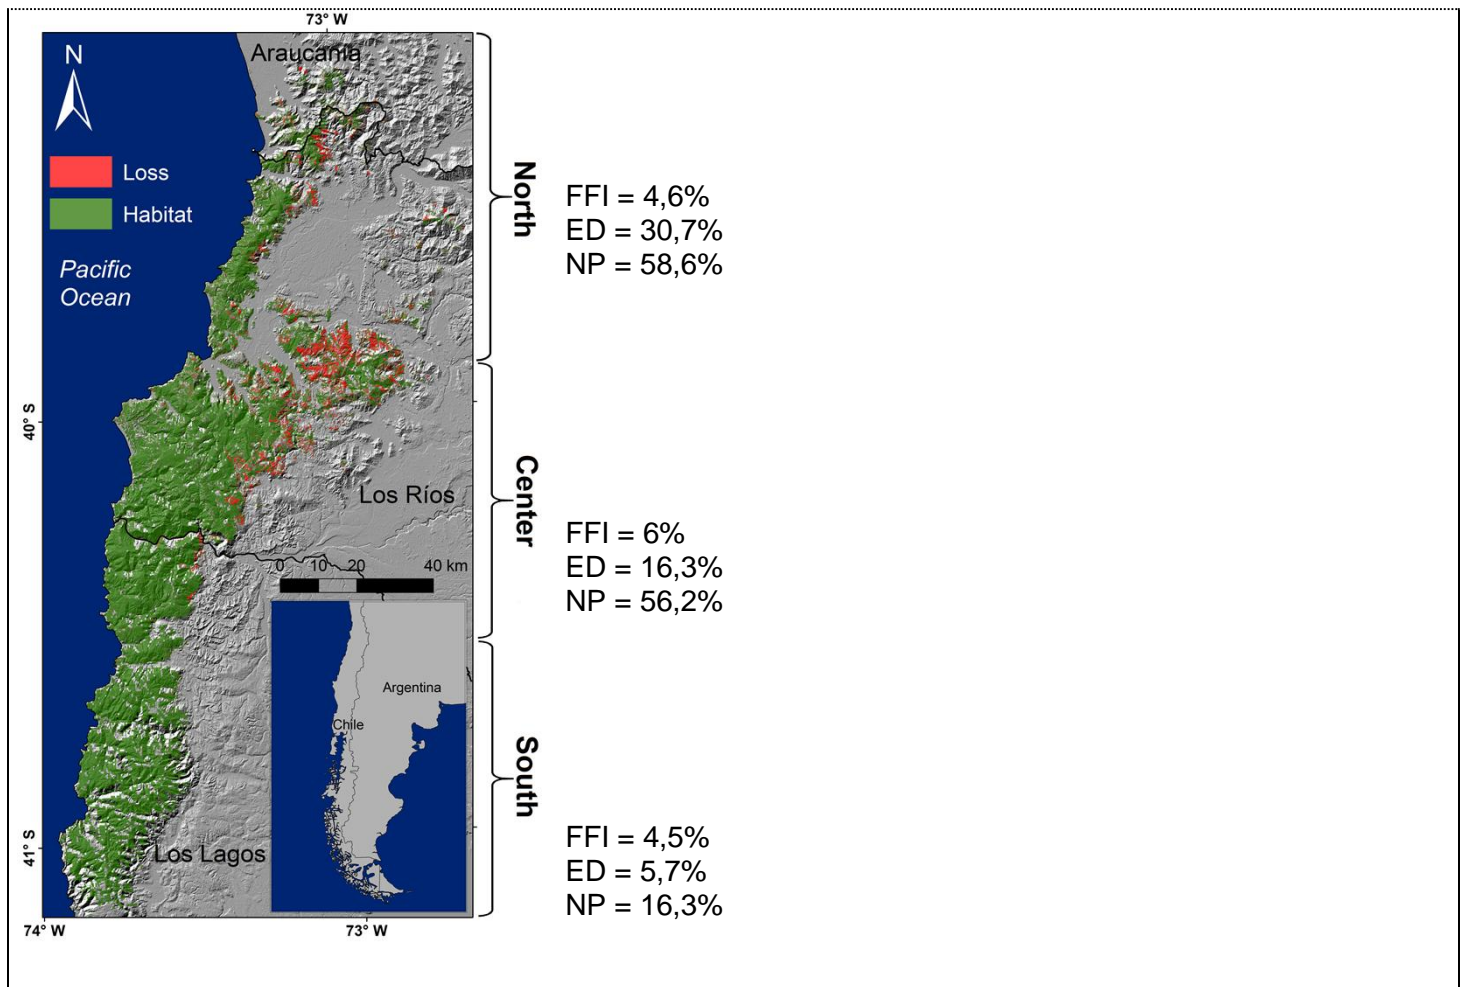 73° W
Araucanía
N
Loss
Habitat
Pacific
Ocean
North
FFI = 4,6%
ED = 30,7%
NP = 58,6%
40° S
Center
Los Ríos
FFI = 6%
ED = 16,3%
NP = 56,2%
0 10 20 40 km
Argentina
Chile
South
FFI = 4,5%
ED = 5,7%
NP = 16,3%
41° S
Los Lagos
74° W
73° W